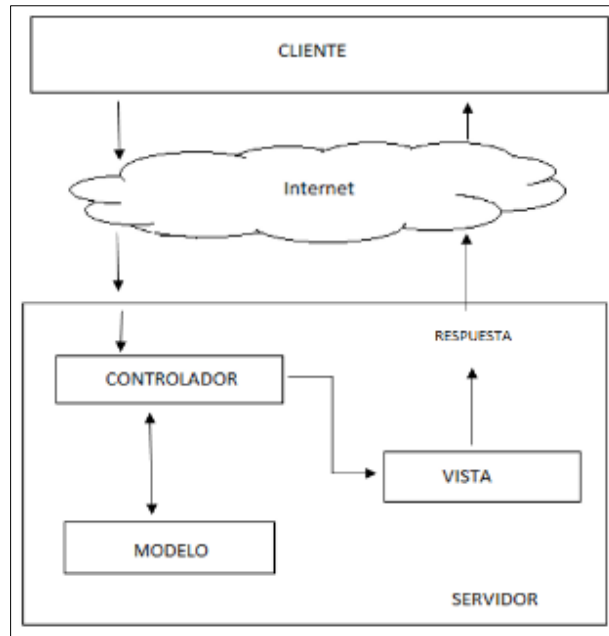 CLIENTE
Internet
RESPUESTA
CONTROLADOR
VISTA
MODELO
SERVIDOR